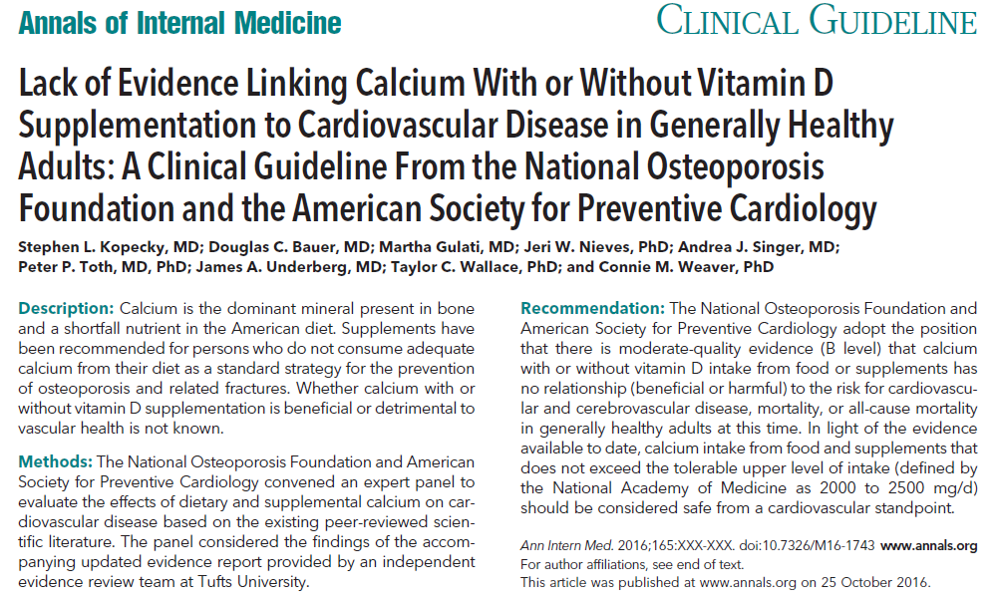 Annals of Internal Medicine
CLINICAL GUIDELINE
Lack of Evidence Linking Calcium With or Without Vitamin D
Supplementation to Cardiovascular Disease in Generally Healthy
Adults: A Clinical Guideline From the National Osteoporosis
Foundation and the American Society for Preventive Cardiology
Stephen L. Kopecky, MD; Douglas C. Bauer, MD; Martha Gulati, MD; Jeri W. Nieves, PhD; Andrea J. Singer, MD;
Peter P. Toth, MD, PhD; James A. Underberg, MD; Taylor C. Wallace, PhD; and Connie M. Weaver, PhD
Description: Calcium is the dominant mineral present in bone
and a shortfall nutrient in the American diet. Supplements have
been recommended for persons who do not consume adequate
calcium from their diet as a standard strategy for the prevention
of osteoporosis and related fractures. Whether calcium with or
without vitamin D supplementation is beneficial or detrimental to
vascular health is not known.
Methods: The National Osteoporosis Foundation and American
Society for Preventive Cardiology convened an expert panel to
evaluate the effects of dietary and supplemental calcium on car-
diovascular disease based on the existing peer-reviewed scien-
tific literature. The panel considered the findings of the accom-
panying updated evidence report provided by an independent
evidence review team at Tufts University.
Recommendation: The National Osteoporosis Foundation and
American Society for Preventive Cardiology adopt the position
that there is moderate-quality evidence (B level) that calcium
with or without vitamin D intake from food or supplements has
no relationship (beneficial or harmful) to the risk for cardiovascu-
lar and cerebrovascular disease, mortality, or all-cause mortality
in generally healthy adults at this time. In light of the evidence
available to date, calcium intake from food and supplements that
does not exceed the tolerable upper level of intake (defined by
the National Academy of Medicine as 2000 to 2500 mg/d)
should be considered safe from a cardiovascular standpoint.
Ann Intern Med. 2016;165:XXX-XXX. doi:10.7326/M16-1743 www.annals.org
For author affiliations, see end of text.
This article was published at www.annals.org on 25 October 2016.